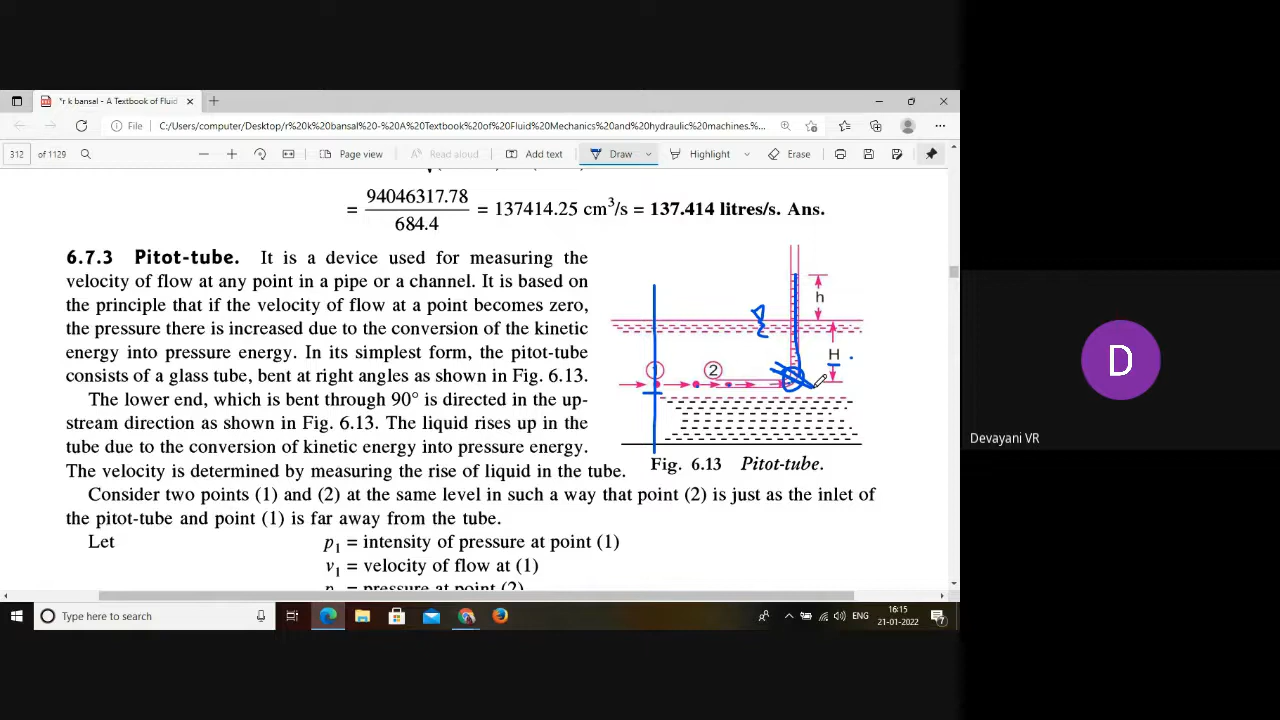 *r k bansal - A Textbook of Fluid
File
C:/Users/computer/Desktop/r%20k%20bansal%20-%20A%20Textbook%20of%20Fluid%20Mechanics%20and%20hydraulic%20machines.%...
312 of 1129
Page view
Read aloud
Add text
Draw
Highlight
Erase
= 94046317.78 / 684.4 = 137414.25 cm³/s = 137.414 litres/s. Ans.
6.7.3 Pitot-tube. It is a device used for measuring the
velocity of flow at any point in a pipe or a channel. It is based on
the principle that if the velocity of flow at a point becomes zero,
the pressure there is increased due to the conversion of the kinetic
energy into pressure energy. In its simplest form, the pitot-tube
consists of a glass tube, bent at right angles as shown in Fig. 6.13.
The lower end, which is bent through 90° is directed in the up-
stream direction as shown in Fig. 6.13. The liquid rises up in the
tube due to the conversion of kinetic energy into pressure energy.
The velocity is determined by measuring the rise of liquid in the tube.
h
H
1
2
Fig. 6.13 Pitot-tube.
Consider two points (1) and (2) at the same level in such a way that point (2) is just as the inlet of
the pitot-tube and point (1) is far away from the tube.
Let p₁ = intensity of pressure at point (1)
v₁ = velocity of flow at (1)
= pressure at point (2)
D
Devayani VR
Type here to search
ENG
16:15
21-01-2022
7